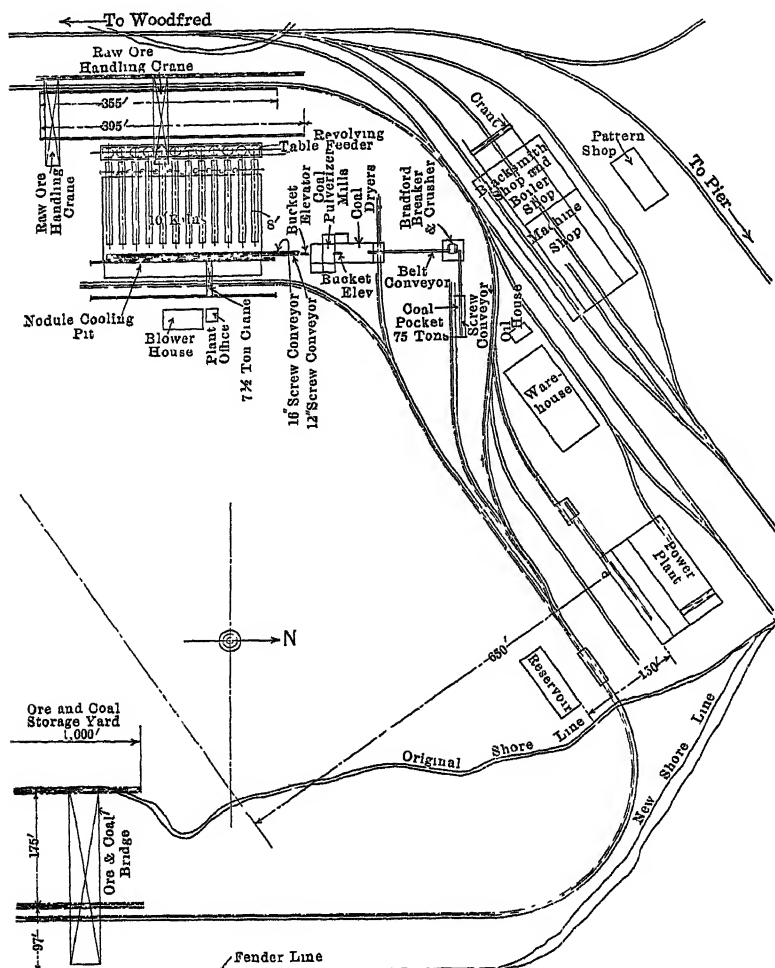 To Woodfred
Raw Ore
Handling Crane
355'
395'
Revolving
Table Feeder
Raw Ore
Handling
Crane
8'
Bucket
Elevator
Coal
Pulverizer
Mills
Coal
Dryers
Bradford
Breaker
& Crusher
Crane
Blacksmith
Shop and
Boiler
Shop
Machine
Shop
Pattern
Shop
To Pier
Bucket
Elev
Belt
Conveyor
Coal
Pocket
75 Tons
Screw
Conveyor
Oil
House
Ware-
house
Nodule Cooling
Pit
Blower
House
Plant
Office
7½ Ton Crane
16" Screw Conveyor
12" Screw Conveyor
Power
Plant
N
Reservoir
130'
Ore and Coal
Storage Yard
1,000'
Original Shore Line
New Shore Line
175'
Ore & Coal
Bridge
97'
Fender Line